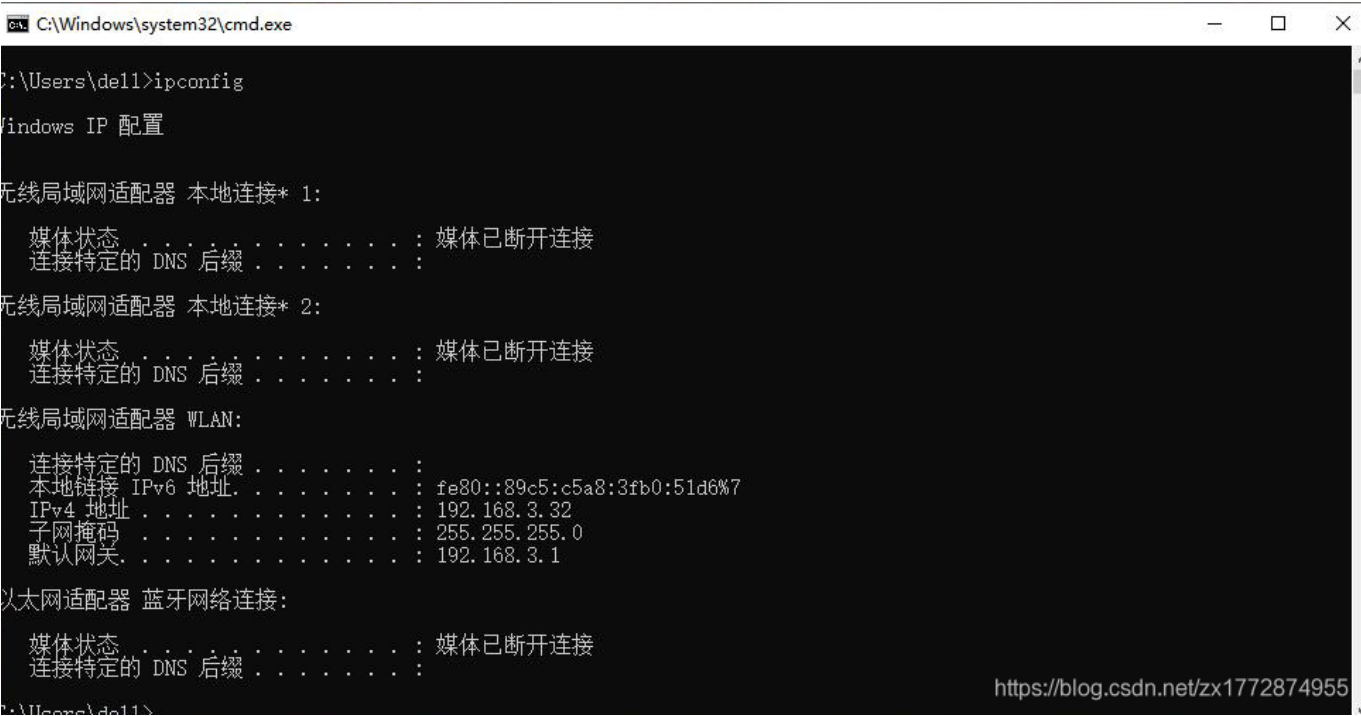 C:\Windows\system32\cmd.exe
C:\Users\dell>ipconfig
Windows IP 配置
无线局域网适配器 本地连接* 1:
媒体状态 . . . . . . . . . . . . : 媒体已断开连接
连接特定的 DNS 后缀 . . . . . . . :
无线局域网适配器 本地连接* 2:
媒体状态 . . . . . . . . . . . . : 媒体已断开连接
连接特定的 DNS 后缀 . . . . . . . :
无线局域网适配器 WLAN:
连接特定的 DNS 后缀 . . . . . . . :
本地链接 IPv6 地址. . . . . . . . : fe80::89c5:c5a8:3fb0:51d6%7
IPv4 地址 . . . . . . . . . . . . : 192.168.3.32
子网掩码 . . . . . . . . . . . . : 255.255.255.0
默认网关. . . . . . . . . . . . . : 192.168.3.1
以太网适配器 蓝牙网络连接:
媒体状态 . . . . . . . . . . . . : 媒体已断开连接
连接特定的 DNS 后缀 . . . . . . . :
https://blog.csdn.net/zx1772874955
C:\Users\dell>